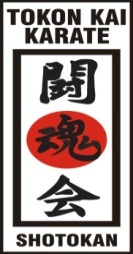 TOKON KAI
KARATE
闘
魂
会
SHOTOKAN